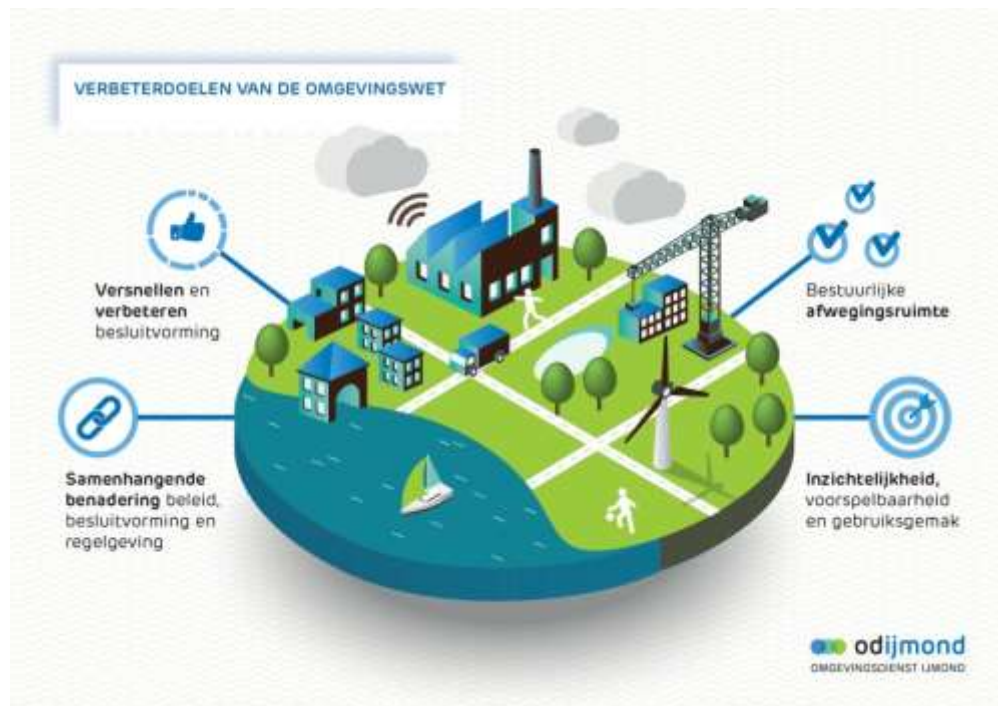 VERBETERDOELEN VAN DE OMGEVINGSWET
Versnellen en
verbeteren
besluitvorming
Bestuurlijke
afwegingsruimte
Samenhangende
benadering beleid,
besluitvorming en
regelgeving
Inzichtelijkheid,
voorspelbaarheid
en gebruiksgemak
odijmond
OMGEVINGSDIENST IJMOND